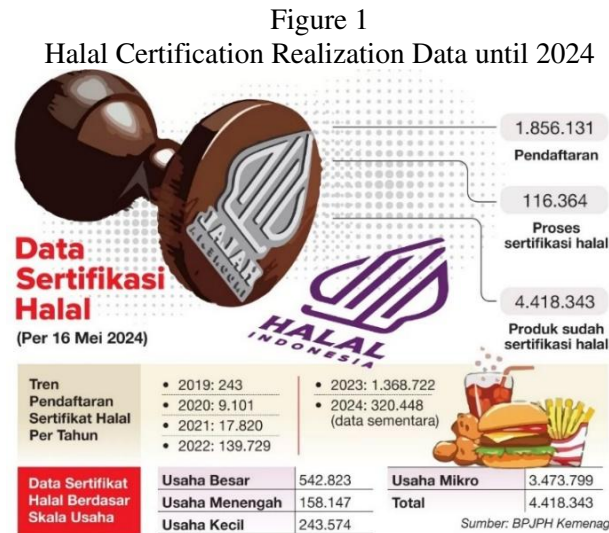 Figure 1
Halal Certification Realization Data until 2024
1.856.131
Pendaftaran
116.364
Proses
sertifikasi halal
4.418.343
Produk sudah
sertifikasi halal
Data
Sertifikasi
Halal
(Per 16 Mei 2024)
HALAL
INDONESIA
Tren
Pendaftaran
Sertifikat Halal
Per Tahun
• 2019: 243
• 2020: 9.101
• 2021: 17.820
• 2022: 139.729
• 2023: 1.368.722
• 2024: 320.448
(data sementara)
Data Sertifikat
Halal Berdasar
Skala Usaha
Usaha Besar 542.823
Usaha Menengah 158.147
Usaha Kecil 243.574
Usaha Mikro 3.473.799
Total 4.418.343
Sumber: BPJPH Kemenag